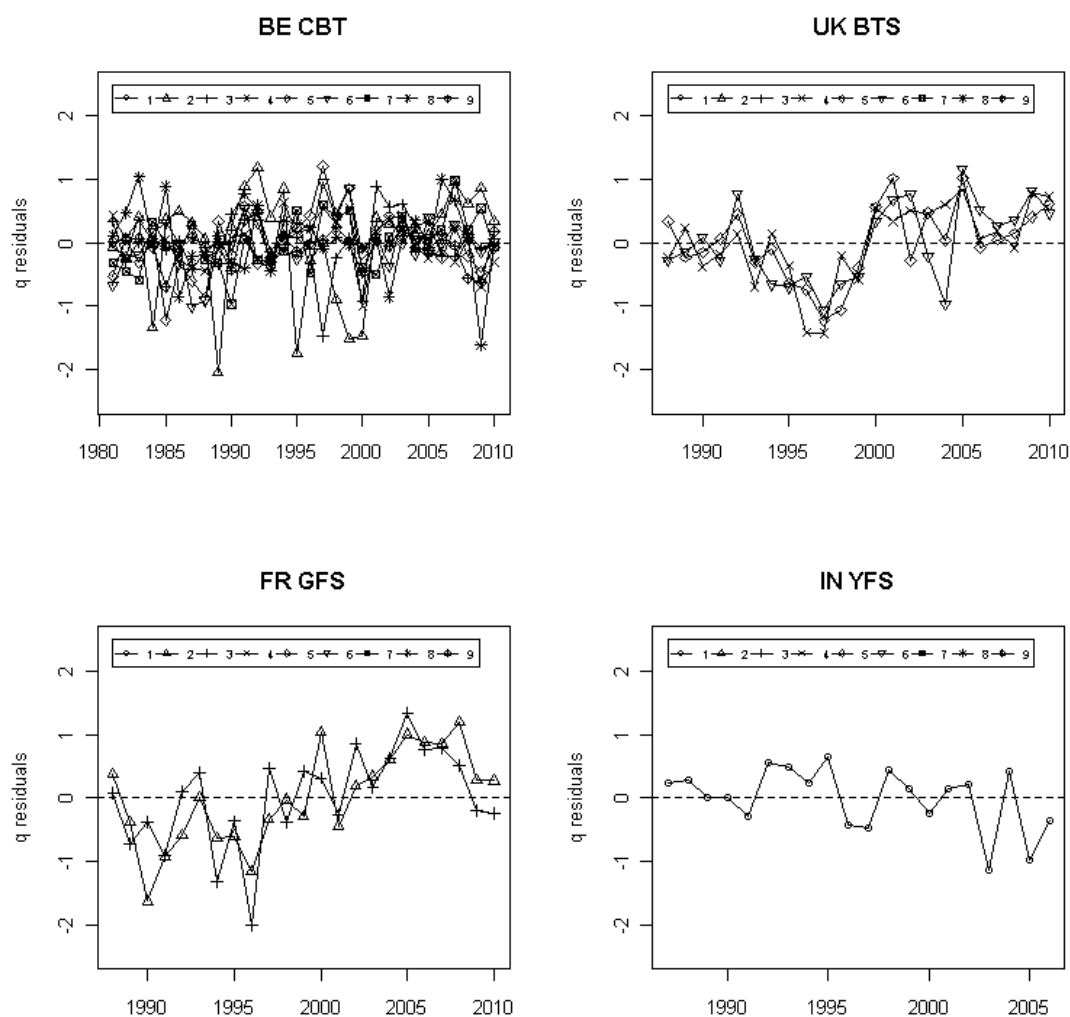 BE CBT
1 2 3 4 5 6 7 8 9
q residuals
2
1
0
-1
-2
1980 1985 1990 1995 2000 2005 2010
UK BTS
1 2 3 4 5 6 7 8 9
q residuals
2
1
0
-1
-2
1990 1995 2000 2005 2010
FR GFS
1 2 3 4 5 6 7 8 9
q residuals
2
1
0
-1
-2
1990 1995 2000 2005 2010
IN YFS
1 2 3 4 5 6 7 8 9
q residuals
2
1
0
-1
-2
1990 1995 2000 2005